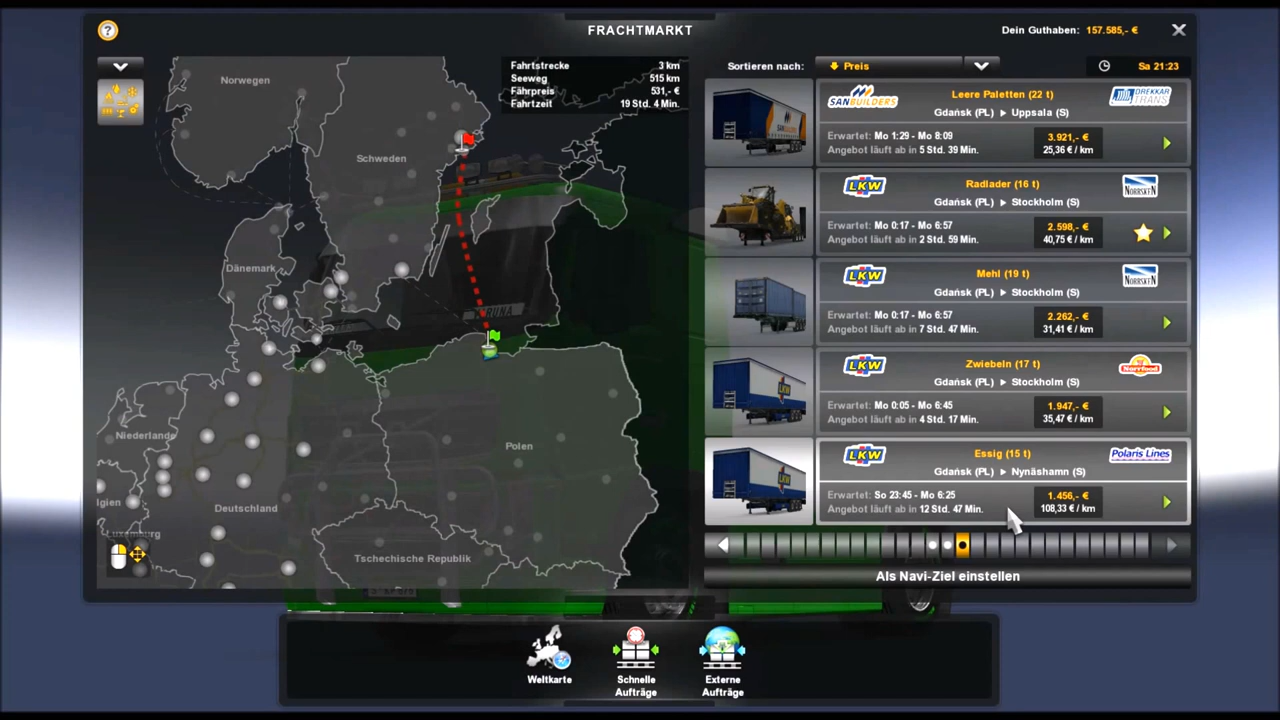 FRACHTMARKT
Dein Guthaben: 157.585,- €
Fahrtstrecke 3 km
Seeweg 515 km
Fährpreis 531,- €
Fahrtzeit 19 Std. 4 Min.
Sortieren nach: Preis
Sa 21:23
Norwegen
Schweden
Dänemark
Niederlande
Polen
lgien
Deutschland
Luxemburg
Tschechische Republik
SANBUILDERS
Leere Paletten (22 t)
DREKKAR TRANS
Gdańsk (PL) Uppsala (S)
Erwartet: Mo 1:29 - Mo 8:09
3.921,- €
Angebot läuft ab in 5 Std. 39 Min.
25,36 € / km
LKW
Radlader (16 t)
NORRSKEN
Gdańsk (PL) Stockholm (S)
Erwartet: Mo 0:17 - Mo 6:57
2.598,- €
Angebot läuft ab in 2 Std. 59 Min.
40,75 € / km
LKW
Mehl (19 t)
NORRSKEN
Gdańsk (PL) Stockholm (S)
Erwartet: Mo 0:17 - Mo 6:57
2.262,- €
Angebot läuft ab in 7 Std. 47 Min.
31,41 € / km
LKW
Zwiebeln (17 t)
Norrfood
Gdańsk (PL) Stockholm (S)
Erwartet: Mo 0:05 - Mo 6:45
1.947,- €
Angebot läuft ab in 4 Std. 17 Min.
35,47 € / km
LKW
Essig (15 t)
Polaris Lines
Gdańsk (PL) Nynäshamn (S)
Erwartet: So 23:45 - Mo 6:25
1.456,- €
Angebot läuft ab in 12 Std. 47 Min.
108,33 € / km
Als Navi-Ziel einstellen
Weltkarte
Schnelle
Aufträge
Externe
Aufträge